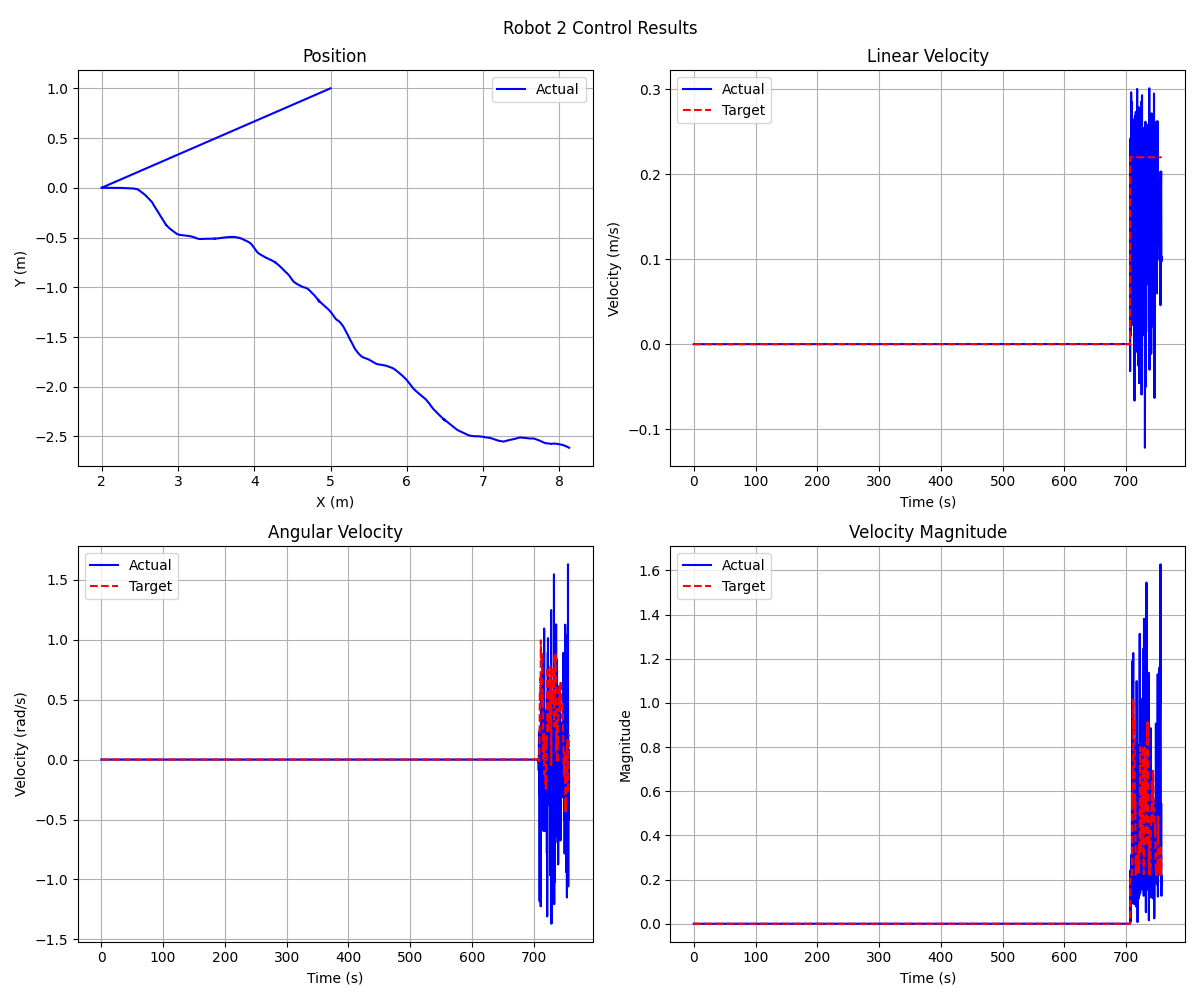 Robot 2 Control Results
Position
Actual
1.0
0.5
0.0
−0.5
−1.0
−1.5
−2.0
−2.5
Y (m)
2 3 4 5 6 7 8
X (m)
Linear Velocity
Actual
Target
0.3
0.2
0.1
0.0
−0.1
Velocity (m/s)
0 100 200 300 400 500 600 700
Time (s)
Angular Velocity
Actual
Target
1.5
1.0
0.5
0.0
−0.5
−1.0
−1.5
Velocity (rad/s)
0 100 200 300 400 500 600 700
Time (s)
Velocity Magnitude
Actual
Target
1.6
1.4
1.2
1.0
0.8
0.6
0.4
0.2
0.0
Magnitude
0 100 200 300 400 500 600 700
Time (s)